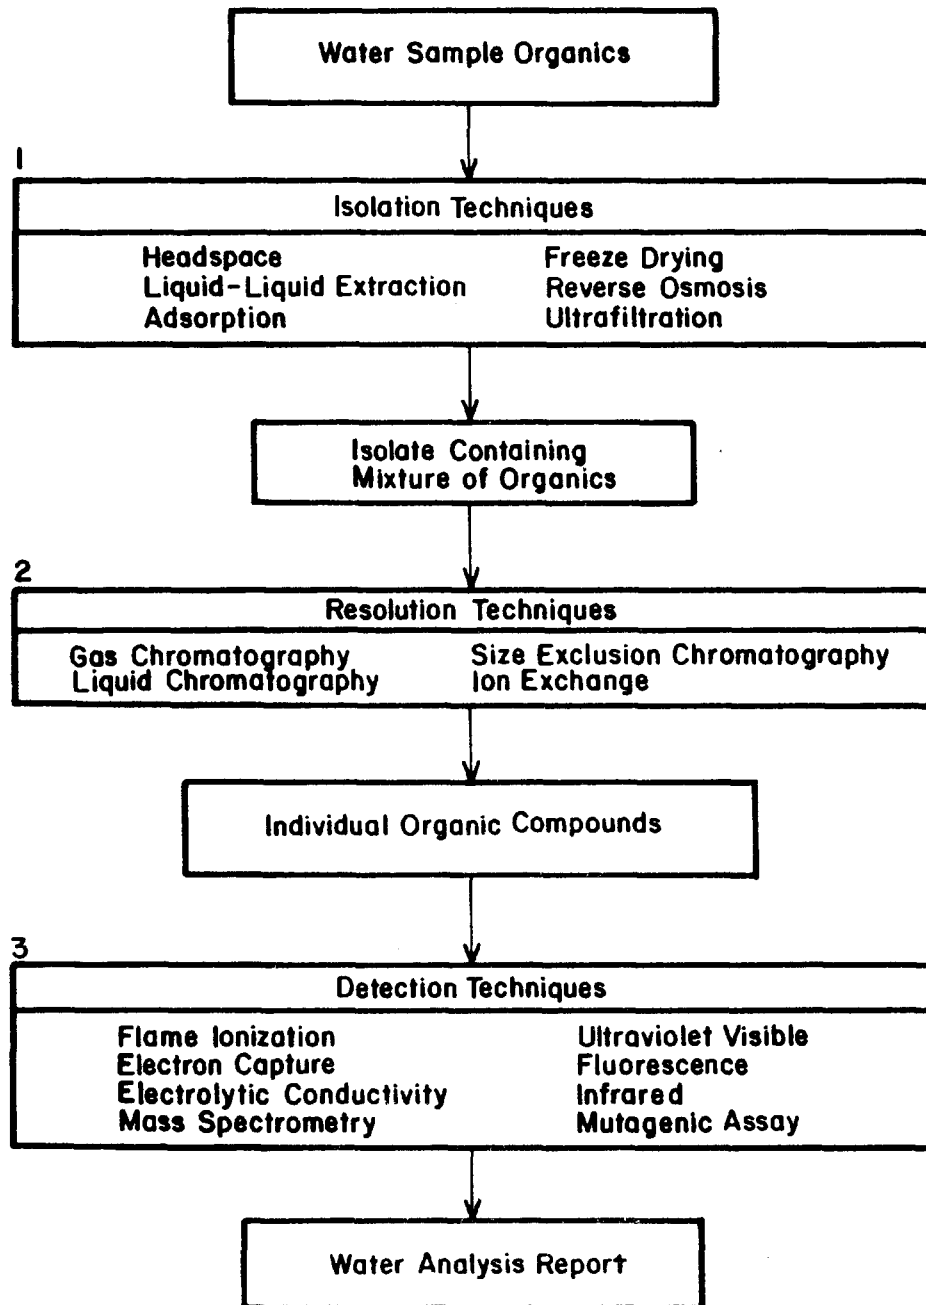 Water Sample Organics
1
Isolation Techniques
Headspace
Liquid-Liquid Extraction
Adsorption
Freeze Drying
Reverse Osmosis
Ultrafiltration
Isolate Containing
Mixture of Organics
2
Resolution Techniques
Gas Chromatography
Liquid Chromatography
Size Exclusion Chromatography
Ion Exchange
Individual Organic Compounds
3
Detection Techniques
Flame Ionization
Electron Capture
Electrolytic Conductivity
Mass Spectrometry
Ultraviolet Visible
Fluorescence
Infrared
Mutagenic Assay
Water Analysis Report